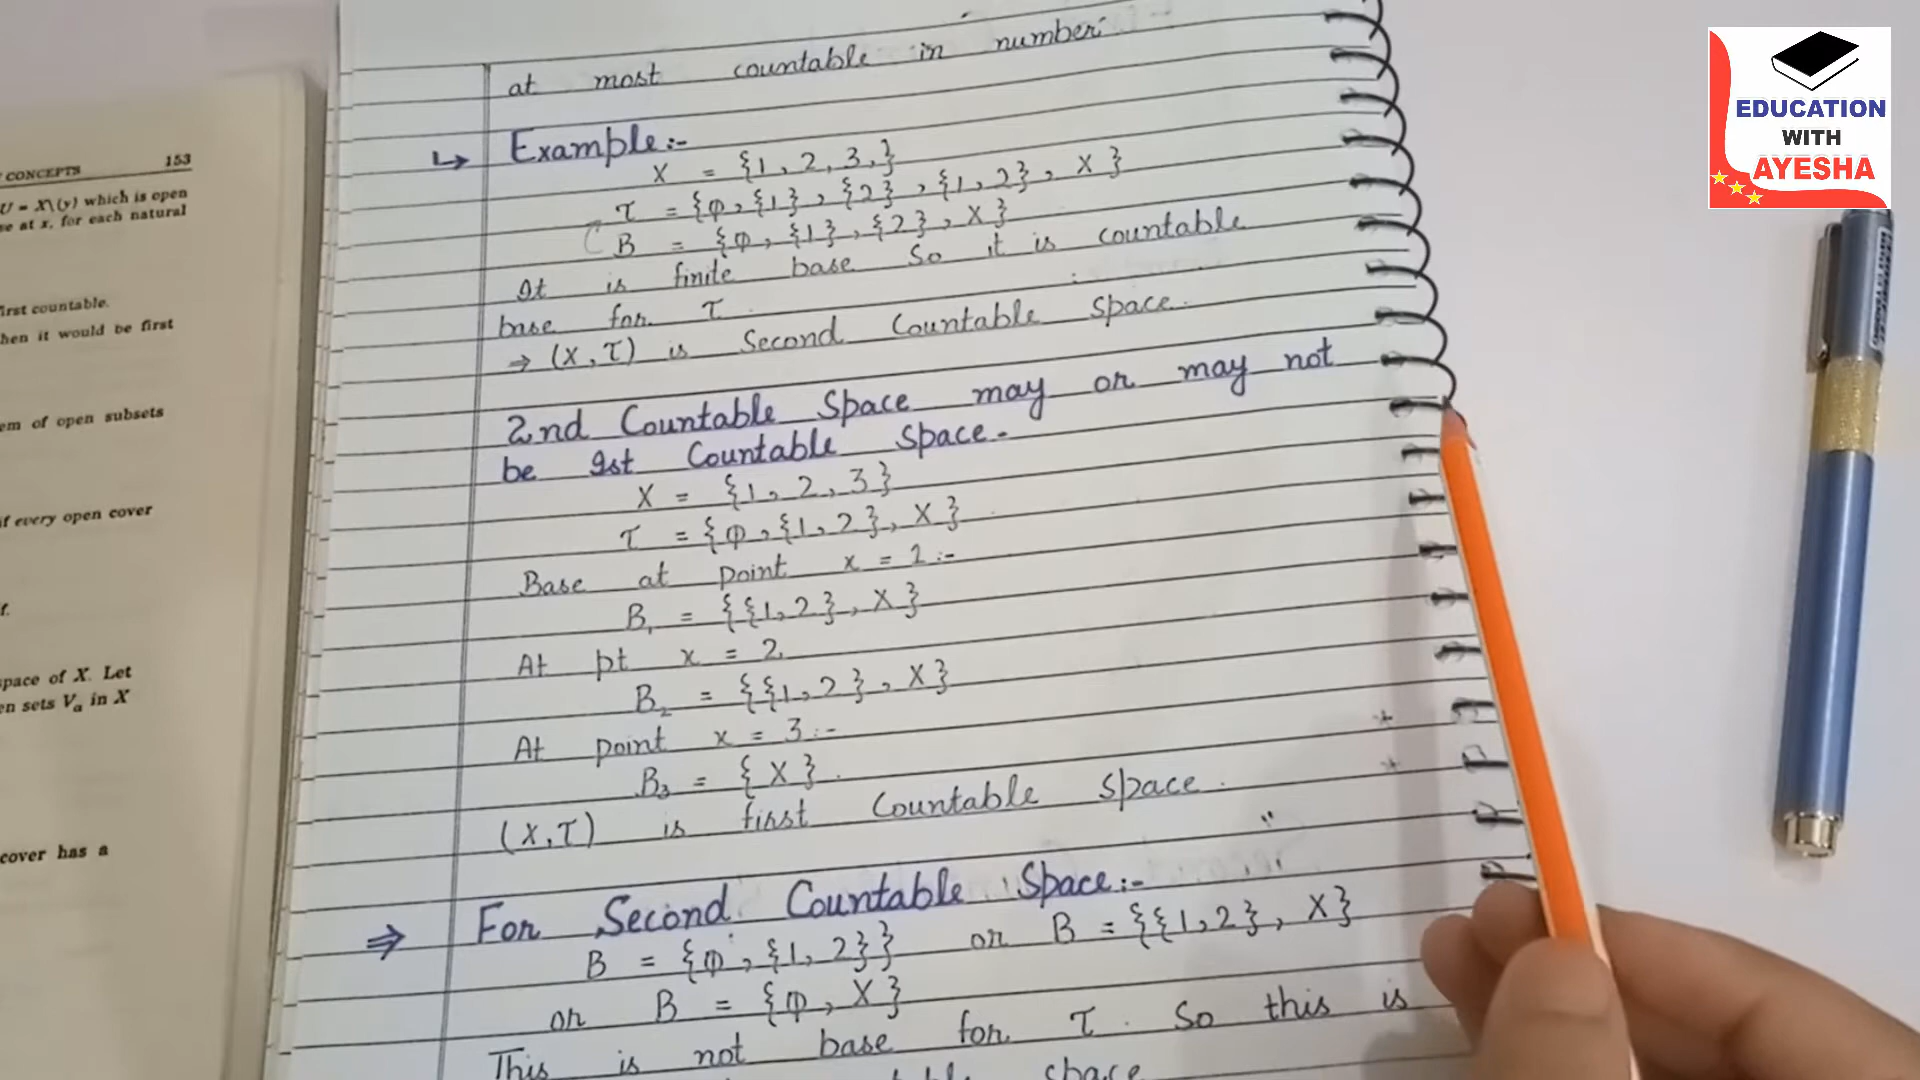 CONCEPTS 153
U = X\(y) which is open
se at x, for each natural
first countable.
hen it would be first
em of open subsets
if every open cover
f.
space of X. Let
en sets Vα in X
cover has a
at most countable in number
↳ Example:-
X = {1, 2, 3,}
τ = {φ, {1}, {2}, {1, 2}, X}
B = {φ, {1}, {2}, X}
It is finite base So it is countable
base for τ.
→ (X, τ) is Second Countable Space.
2nd Countable Space may or may not
be 1st Countable Space.
X = {1, 2, 3}
τ = {φ, {1, 2}, X}
Base at point x = 1:-
B₁ = {{1, 2}, X}
At pt x = 2
B₂ = {{1, 2}, X}
At point x = 3:-
B₃ = {X}.
(X, τ) is first Countable Space.
⇒ For Second Countable Space:-
B = {φ, {1, 2}} or B = {{1, 2}, X}
or B = {φ, X}
This is not base for τ. So this is
space
EDUCATION
WITH
AYESHA